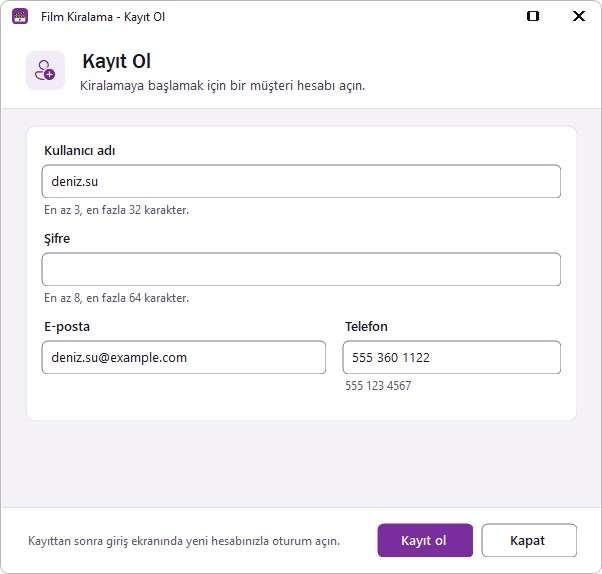 Film Kiralama - Kayıt Ol
Kayıt Ol
Kiralamaya başlamak için bir müşteri hesabı açın.
Kullanıcı adı
deniz.su
En az 3, en fazla 32 karakter.
Şifre
En az 8, en fazla 64 karakter.
E-posta Telefon
deniz.su@example.com 555 360 1122
555 123 4567
Kayıttan sonra giriş ekranında yeni hesabınızla oturum açın. Kayıt ol Kapat